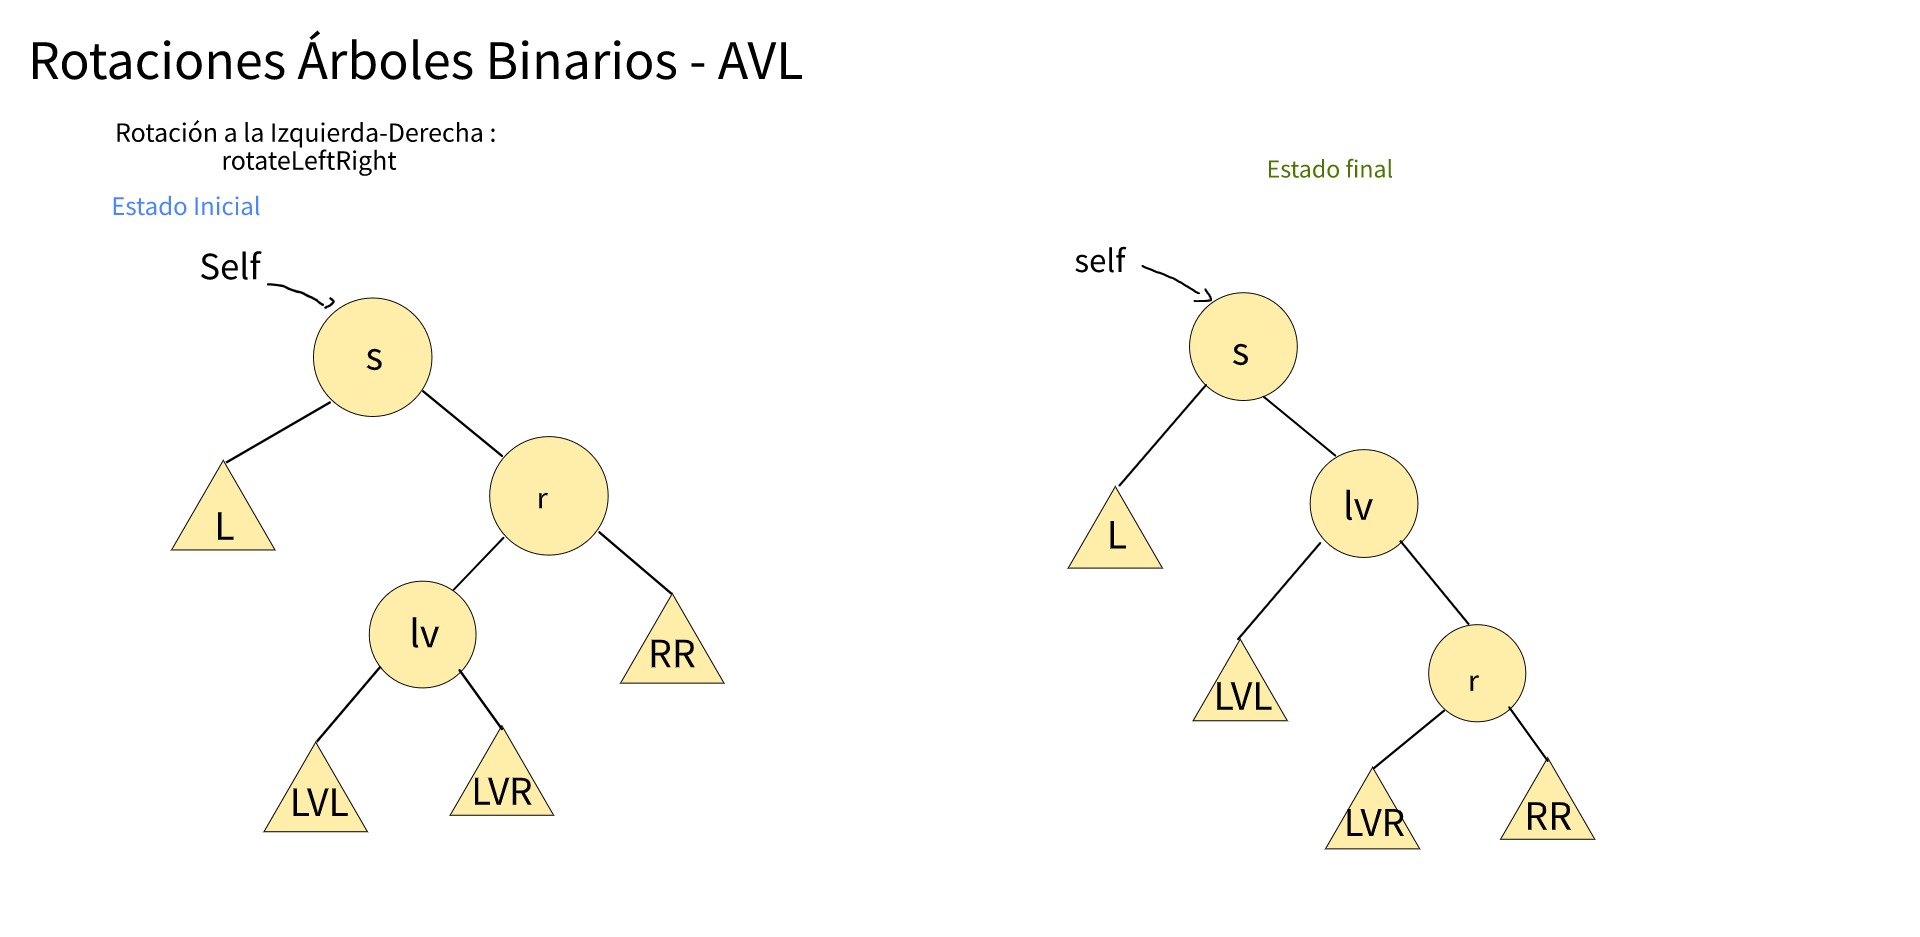 Rotaciones Árboles Binarios - AVL
Rotación a la Izquierda-Derecha :
rotateLeftRight
Estado Inicial
Self
s
L
r
lv
RR
LVL
LVR
Estado final
self
s
L
lv
LVL
r
LVR
RR